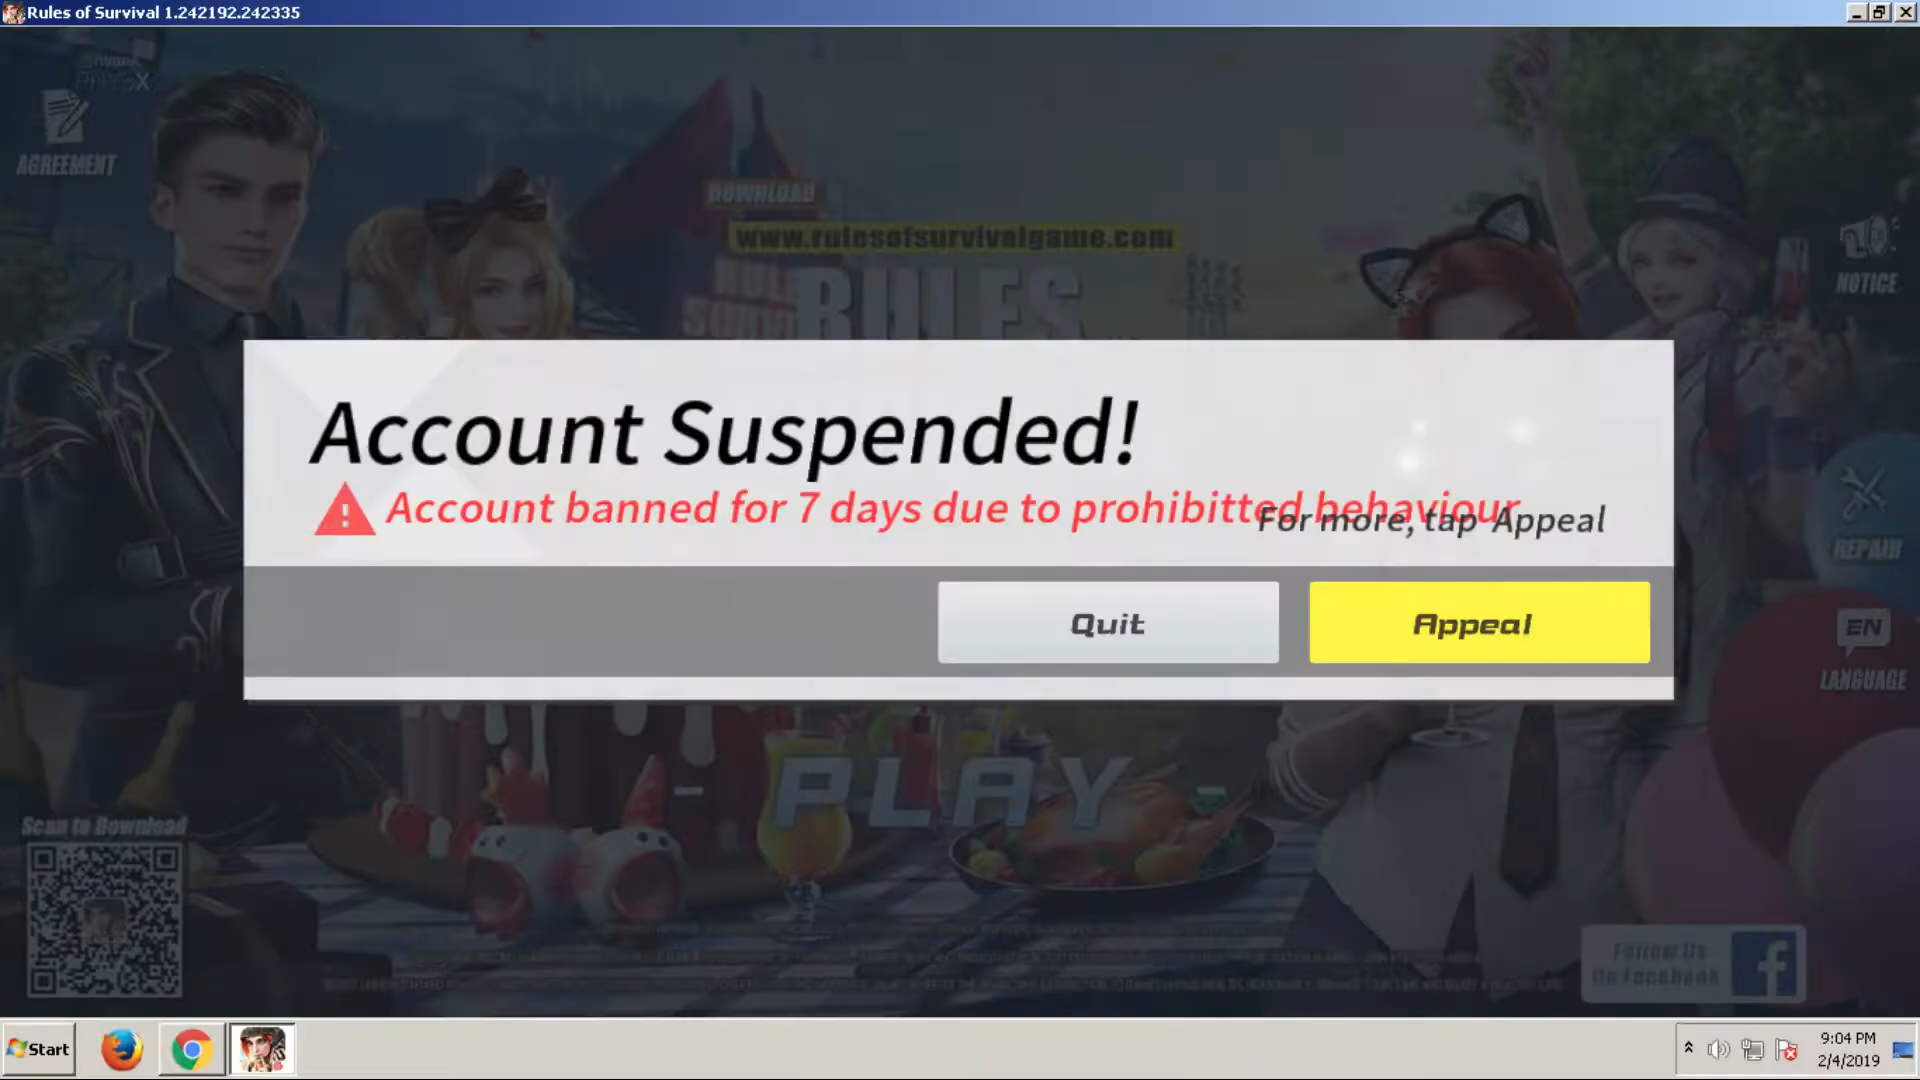 Rules of Survival 1.242192.242335
PHYSX
AGREEMENT
DOWNLOAD
www.rulesofsurvivalgame.com
RULES
NOTICE
Account Suspended!
Account banned for 7 days due to prohibitted behaviour
For more, tap Appeal
Quit
Appeal
REPAIR
EN
LANGUAGE
- PLAY -
Scan to Download
Follow Us
On Facebook
f
Start
9:04 PM
2/4/2019